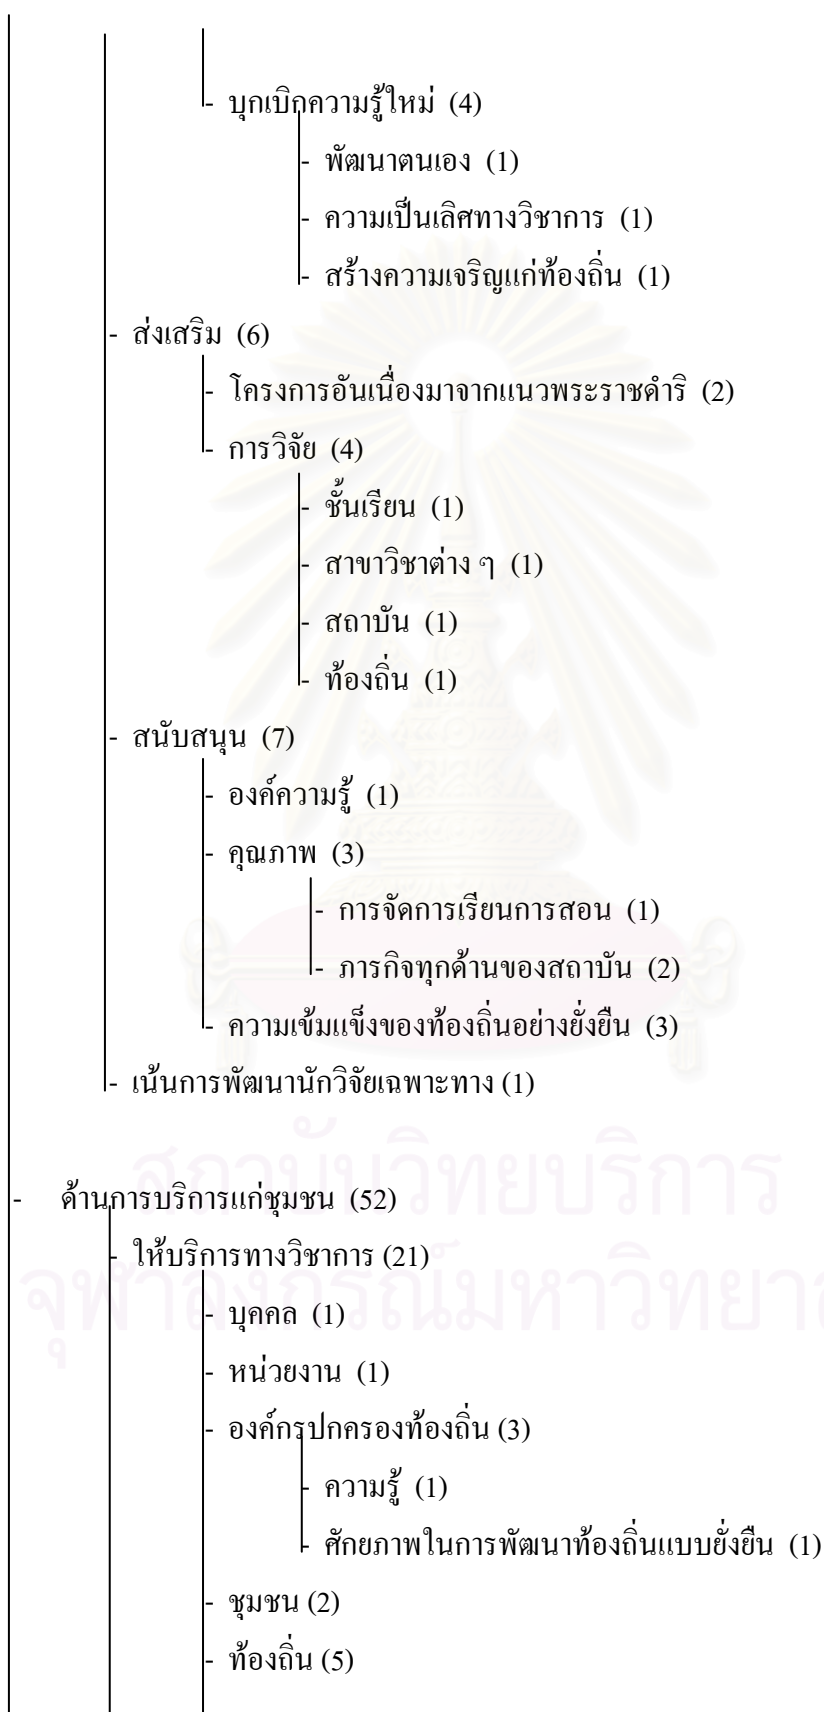 - บุกเบิกความรู้ใหม่ (4)
- พัฒนาตนเอง (1)
- ความเป็นเลิศทางวิชาการ (1)
- สร้างความเจริญแก่ท้องถิ่น (1)
- ส่งเสริม (6)
- โครงการอันเนื่องมาจากแนวพระราชดำริ (2)
- การวิจัย (4)
- ชั้นเรียน (1)
- สาขาวิชาต่าง ๆ (1)
- สถาบัน (1)
- ท้องถิ่น (1)
- สนับสนุน (7)
- องค์ความรู้ (1)
- คุณภาพ (3)
- การจัดการเรียนการสอน (1)
- ภารกิจทุกด้านของสถาบัน (2)
- ความเข้มแข็งของท้องถิ่นอย่างยั่งยืน (3)
- เน้นการพัฒนานักวิจัยเฉพาะทาง (1)
สถาบันวิทยบริการ
- ด้านการบริการแก่ชุมชน (52)
- ให้บริการทางวิชาการ (21)
จุฬาลงกรณ์มหาวิทยาล
- บุคคล (1)
- หน่วยงาน (1)
- องค์กรปกครองท้องถิ่น (3)
- ความรู้ (1)
- ศักยภาพในการพัฒนาท้องถิ่นแบบยั่งยืน (1)
- ชุมชน (2)
- ท้องถิ่น (5)